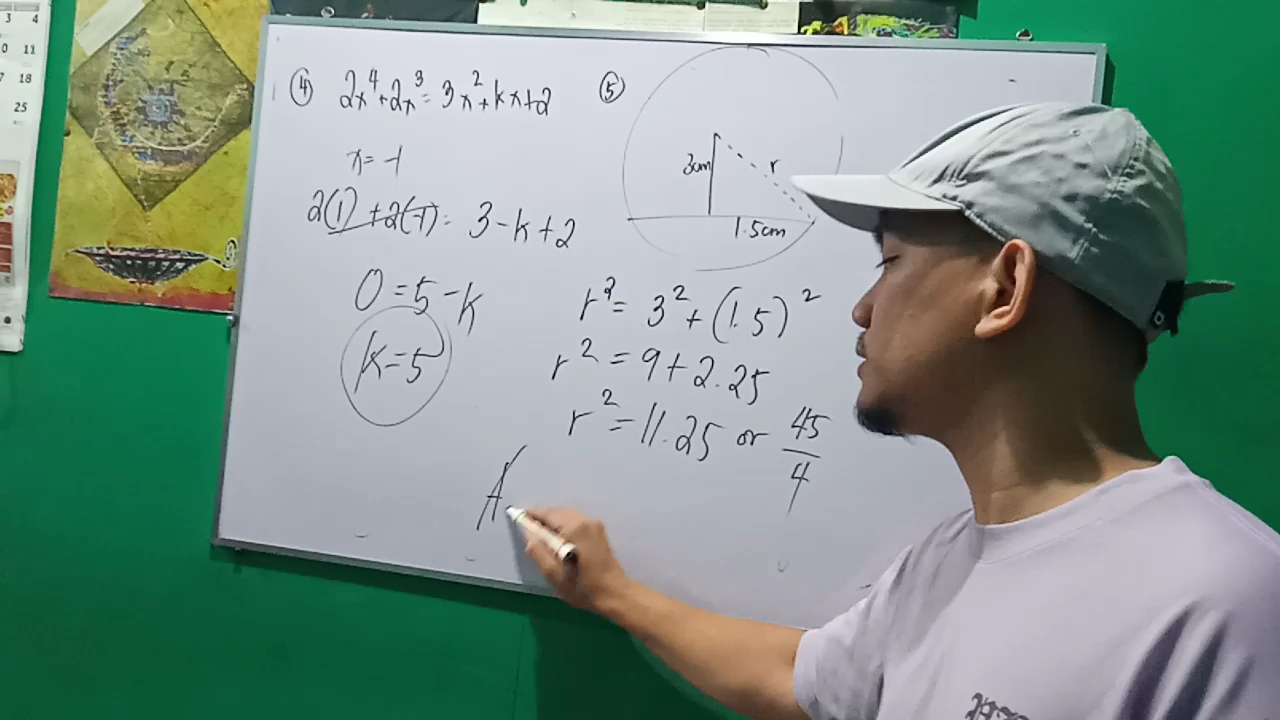 3 4
0 11
7 18
25
④ 2x⁴+2x³=3x²+kx+2
x=-1
2(1)+2(-1)= 3-k+2
0=5-k
k=5
⑤
3cm
r
1.5cm
r²=3²+(1.5)²
r²=9+2.25
r²=11.25 or 45/4
A